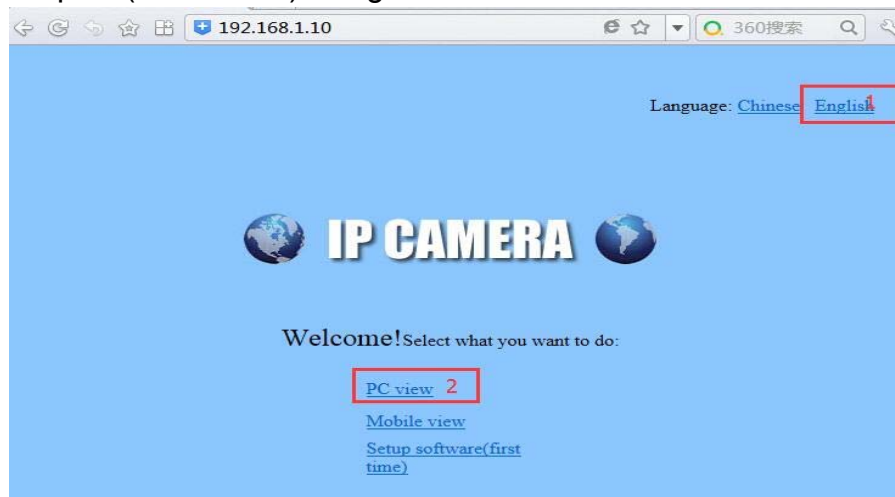 192.168.1.10
360搜索
Language: Chinese English 1
IP CAMERA
Welcome! Select what you want to do:
PC view 2
Mobile view
Setup software(first
time)